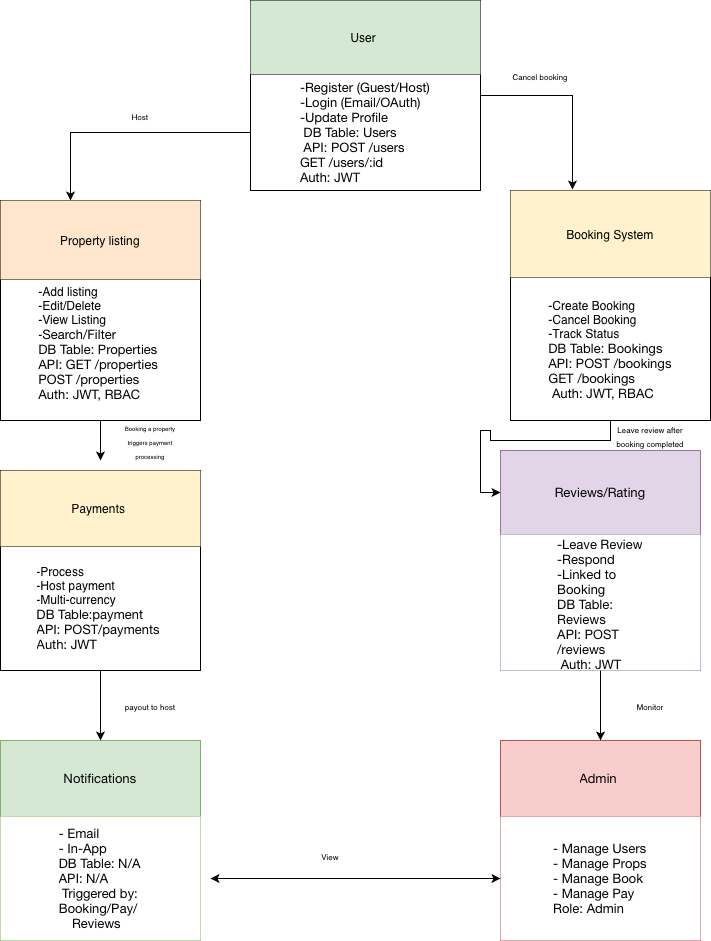 User
-Register (Guest/Host)
-Login (Email/OAuth)
-Update Profile
DB Table: Users
API: POST /users
GET /users/:id
Auth: JWT
Cancel booking
Host
Property listing
-Add listing
-Edit/Delete
-View Listing
-Search/Filter
DB Table: Properties
API: GET /properties
POST /properties
Auth: JWT, RBAC
Booking System
-Create Booking
-Cancel Booking
-Track Status
DB Table: Bookings
API: POST /bookings
GET /bookings
Auth: JWT, RBAC
Booking a property
triggers payment
processing
Leave review after
booking completed
Payments
-Process
-Host payment
-Multi-currency
DB Table:payment
API: POST/payments
Auth: JWT
Reviews/Rating
-Leave Review
-Respond
-Linked to
Booking
DB Table:
Reviews
API: POST
/reviews
Auth: JWT
payout to host
Monitor
Notifications
- Email
- In-App
DB Table: N/A
API: N/A
Triggered by:
Booking/Pay/
Reviews
View
Admin
- Manage Users
- Manage Props
- Manage Book
- Manage Pay
Role: Admin